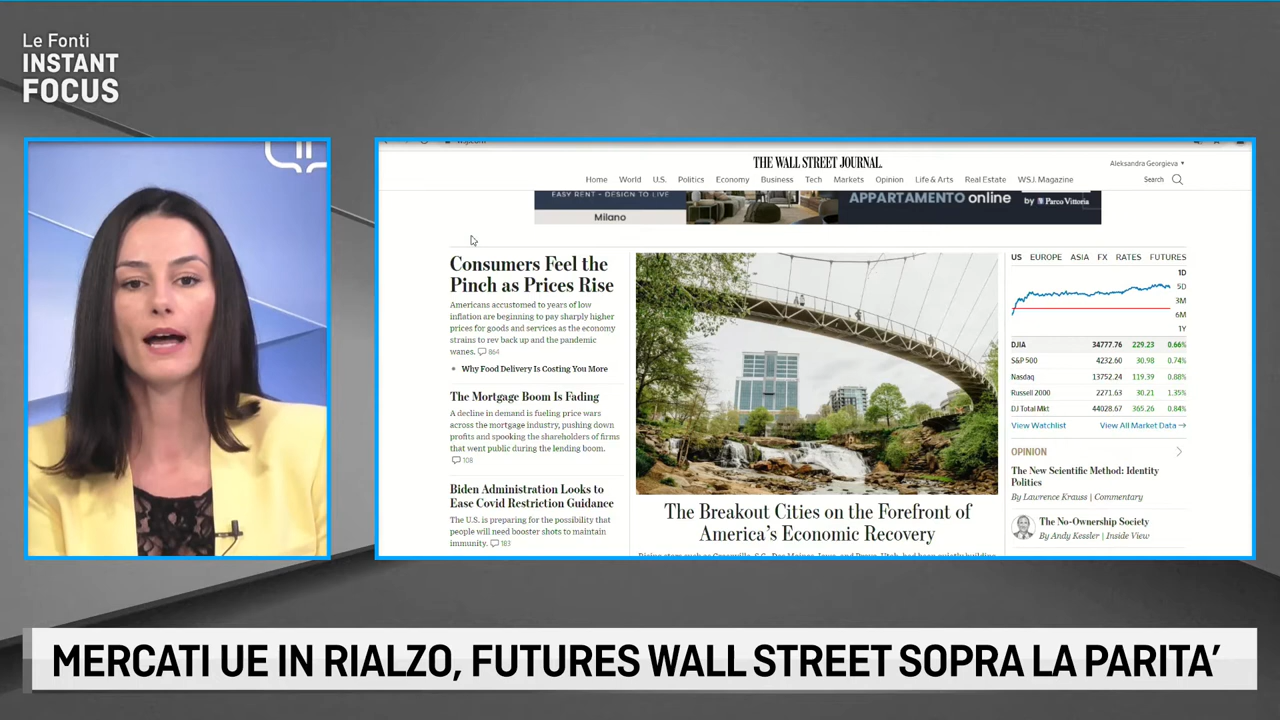 Le Fonti
INSTANT
FOCUS
THE WALL STREET JOURNAL.
Aleksandra Georgieva
Home World U.S. Politics Economy Business Tech Markets Opinion Life & Arts Real Estate WSJ. Magazine
Search
EASY RENT - DESIGN TO LIVE
Milano
APPARTAMENTO online
by Parco Vittoria
Consumers Feel the
Pinch as Prices Rise
Americans accustomed to years of low
inflation are beginning to pay sharply higher
prices for goods and services as the economy
strains to rev back up and the pandemic
wanes. 864
• Why Food Delivery Is Costing You More
The Mortgage Boom Is Fading
A decline in demand is fueling price wars
across the mortgage industry, pushing down
profits and spooking the shareholders of firms
that went public during the lending boom.
108
Biden Administration Looks to
Ease Covid Restriction Guidance
The U.S. is preparing for the possibility that
people will need booster shots to maintain
immunity. 183
The Breakout Cities on the Forefront of
America's Economic Recovery
US EUROPE ASIA FX RATES FUTURES
1D
5D
3M
6M
1Y
DJIA 34777.76 229.23 0.66%
S&P 500 4232.60 30.98 0.74%
Nasdaq 13752.24 119.39 0.88%
Russell 2000 2271.63 30.21 1.35%
DJ Total Mkt 44028.67 365.26 0.84%
View Watchlist View All Market Data →
OPINION
The New Scientific Method: Identity
Politics
By Lawrence Krauss | Commentary
The No-Ownership Society
By Andy Kessler | Inside View
MERCATI UE IN RIALZO, FUTURES WALL STREET SOPRA LA PARITA'